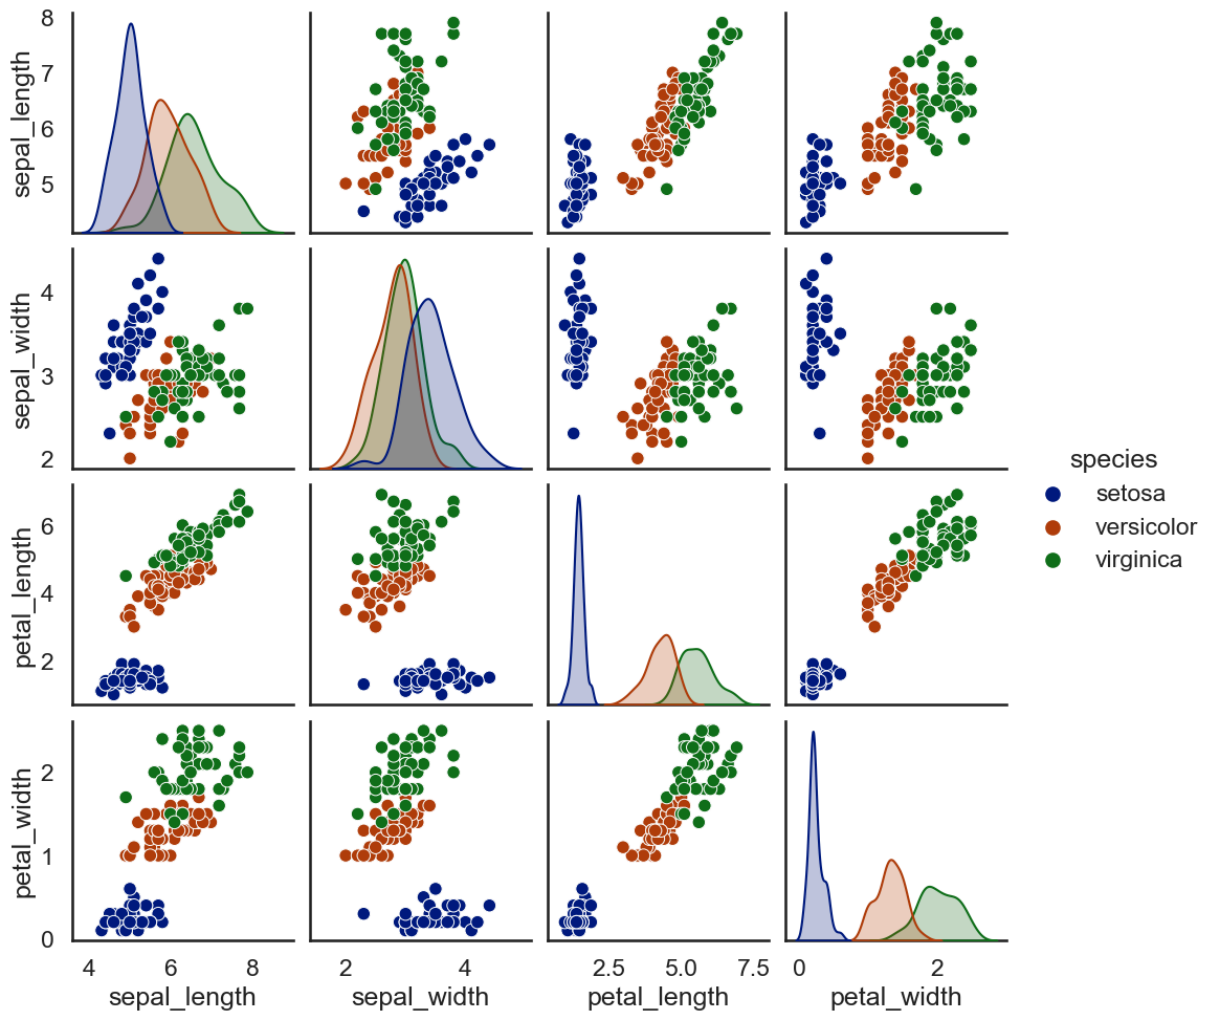 8
7
6
5
sepal_length
4
3
2
sepal_width
6
4
2
petal_length
2
1
0
petal_width
4 6 8
sepal_length
2 4
sepal_width
2.5 5.0 7.5
petal_length
0 2
petal_width
species
setosa
versicolor
virginica